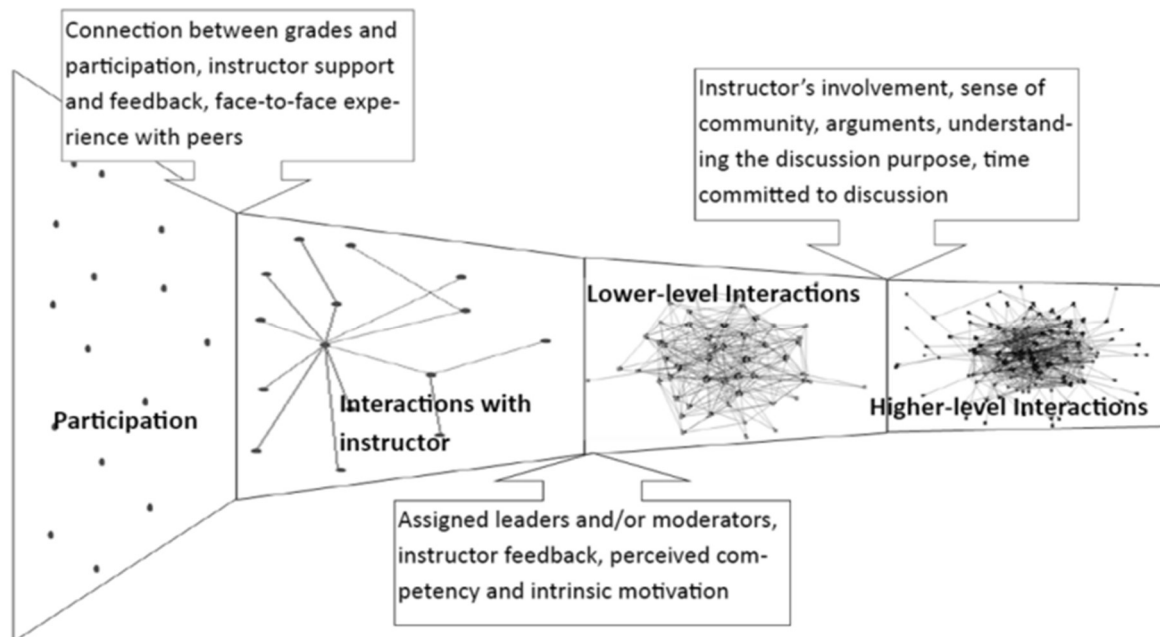 Connection between grades and
participation, instructor support
and feedback, face-to-face expe-
rience with peers
Instructor's involvement, sense of
community, arguments, understand-
ing the discussion purpose, time
committed to discussion
Participation
Interactions with
instructor
Lower-level Interactions
Higher-level Interactions
Assigned leaders and/or moderators,
instructor feedback, perceived com-
petency and intrinsic motivation